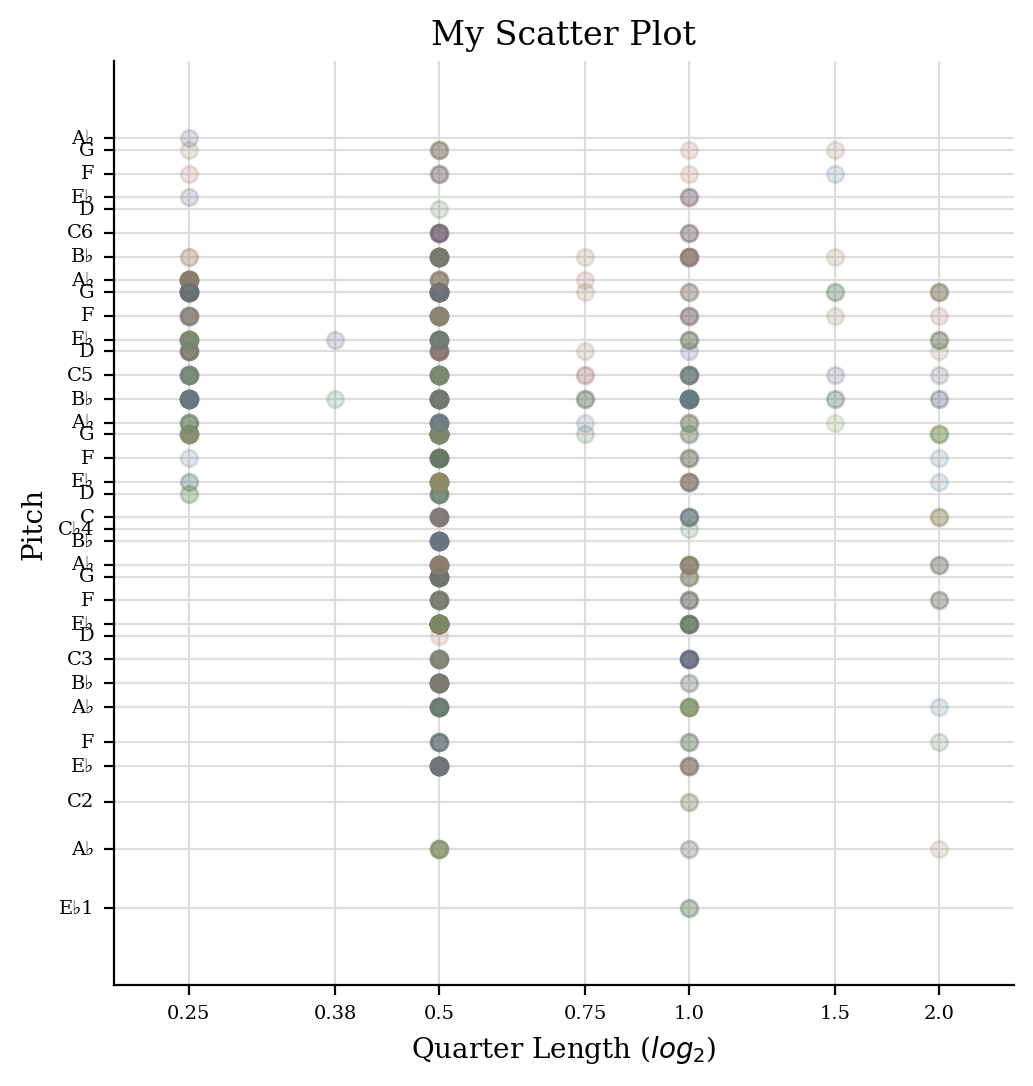 My Scatter Plot
A♭
G
F
E♭
D
C6
B♭
A♭
G
F
E♭
D
C5
B♭
A♭
G
F
E♭
D
C
C♭4
B♭
A♭
G
F
E♭
D
C3
B♭
A♭
F
E♭
C2
A♭
E♭1
Pitch
0.25 0.38 0.5 0.75 1.0 1.5 2.0
Quarter Length (log₂)